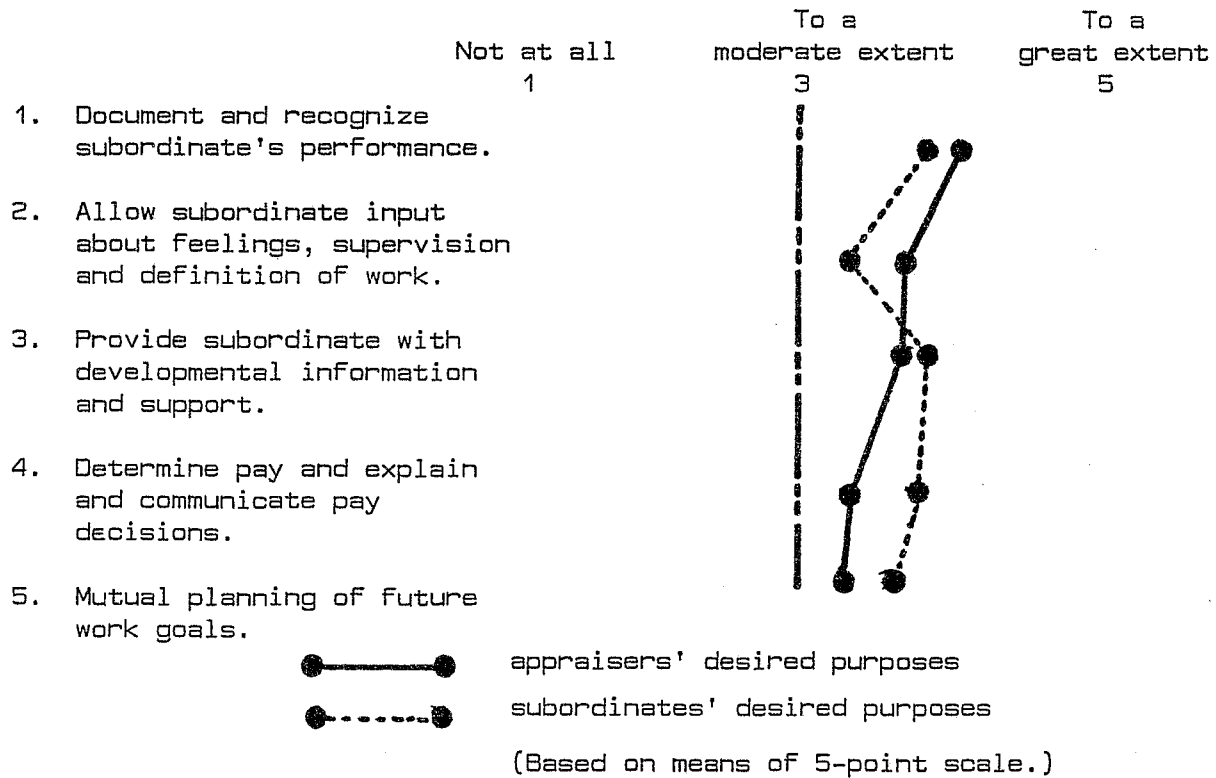 To a To a
Not at all moderate extent great extent
1 3 5
1. Document and recognize
subordinate's performance.
2. Allow subordinate input
about feelings, supervision
and definition of work.
3. Provide subordinate with
developmental information
and support.
4. Determine pay and explain
and communicate pay
decisions.
5. Mutual planning of future
work goals.
appraisers' desired purposes
subordinates' desired purposes
(Based on means of 5-point scale.)